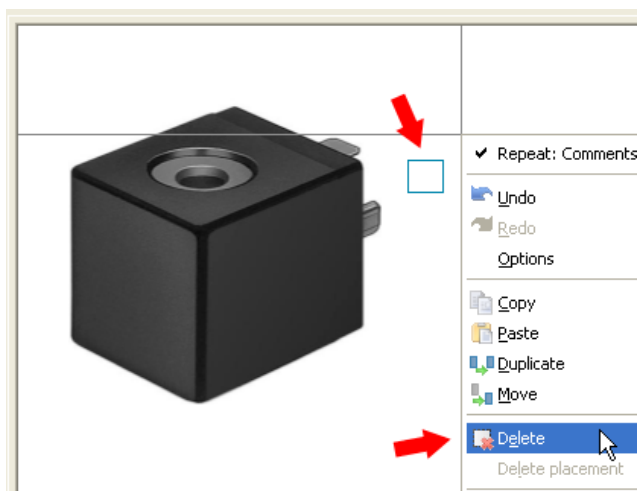 Repeat: Comments
Undo
Redo
Options
Copy
Paste
Duplicate
Move
Delete
Delete placement